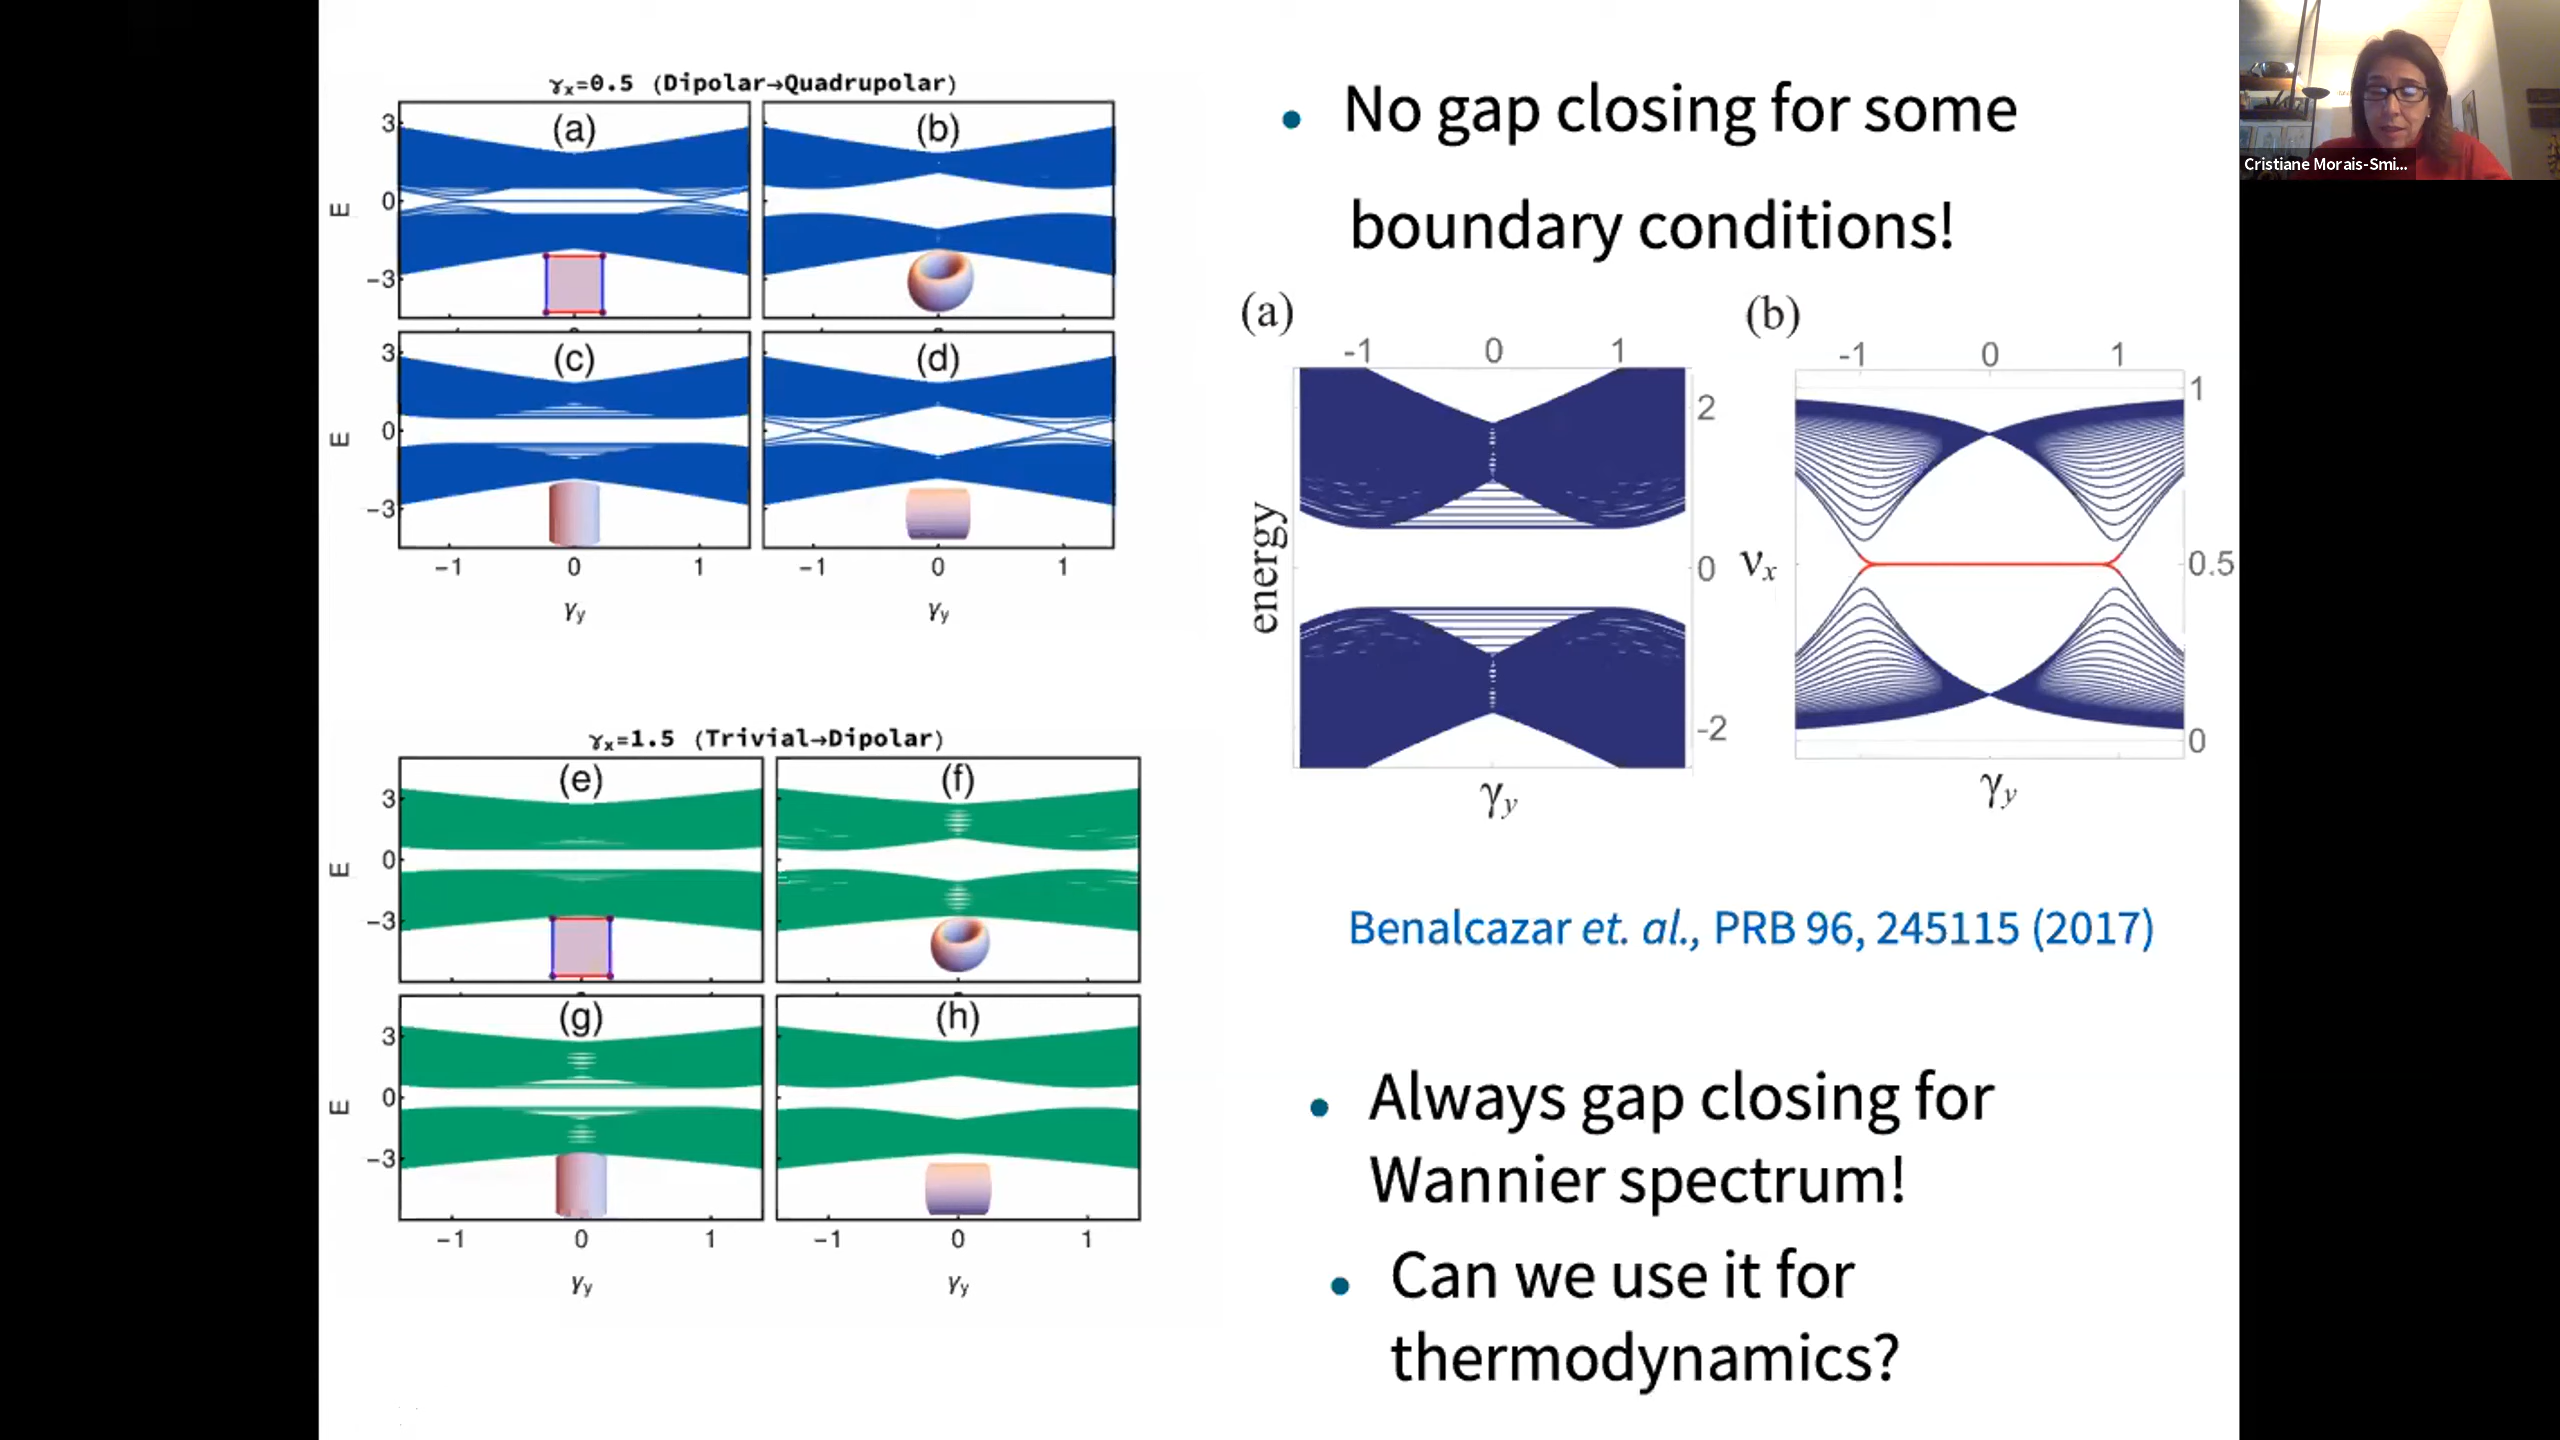 γx=0.5 (Dipolar→Quadrupolar)
(a)
(b)
3
0
−3
E
(c)
(d)
3
0
−3
E
−1 0 1
−1 0 1
γy
γy
γx=1.5 (Trivial→Dipolar)
(e)
(f)
3
0
−3
E
(g)
(h)
3
0
−3
E
−1 0 1
−1 0 1
γy
γy
• No gap closing for some
boundary conditions!
(a)
-1 0 1
2
0
-2
energy
γy
(b)
-1 0 1
1
0.5
0
νx
γy
Benalcazar et. al., PRB 96, 245115 (2017)
• Always gap closing for
Wannier spectrum!
• Can we use it for
thermodynamics?
Cristiane Morais-Smi...